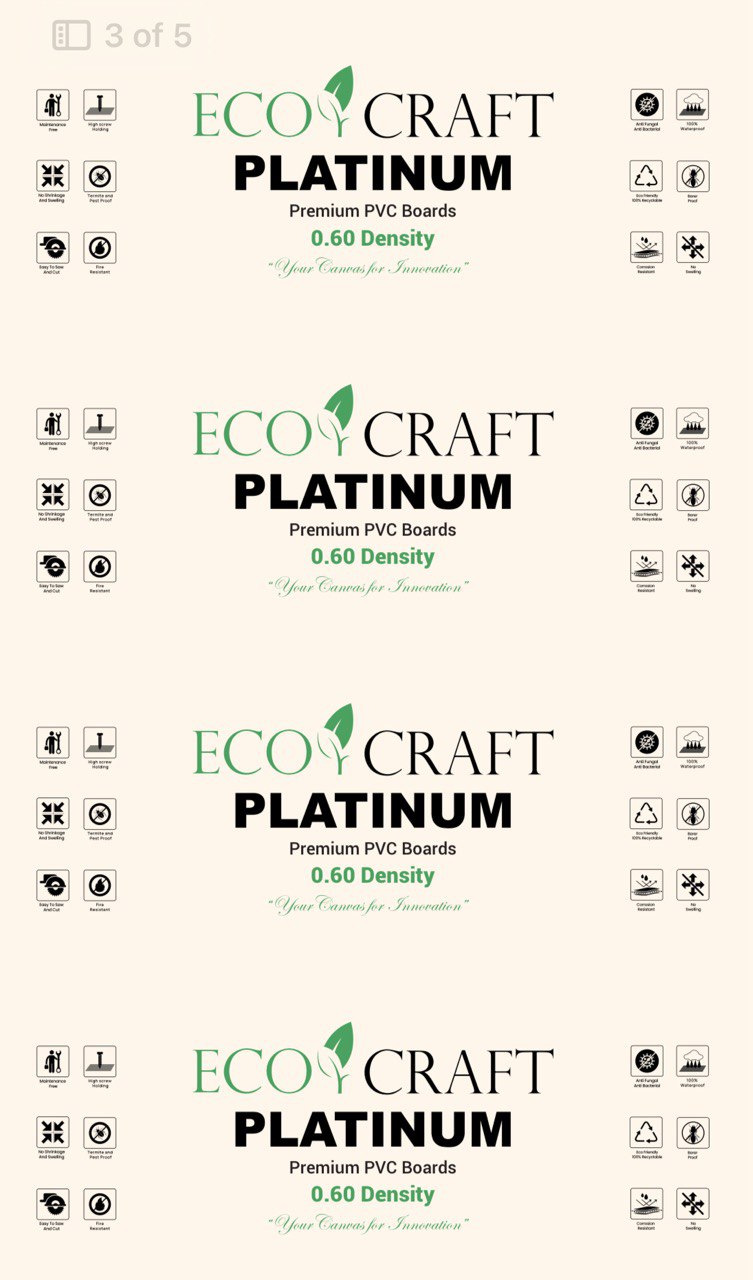 3 of 5
ECO CRAFT
PLATINUM
Premium PVC Boards
0.60 Density
"Your Canvas for Innovation"
Maintenance Free
High screw Holding
No Shrinkage And Swelling
Termite and Pest Proof
Easy To Saw And Cut
Fire Resistant
Anti Fungal Anti Bacterial
100% Waterproof
Eco Friendly 100% Recyclable
Borer Proof
Corrosion Resistant
No Swelling
ECO CRAFT
PLATINUM
Premium PVC Boards
0.60 Density
"Your Canvas for Innovation"
Maintenance Free
High screw Holding
No Shrinkage And Swelling
Termite and Pest Proof
Easy To Saw And Cut
Fire Resistant
Anti Fungal Anti Bacterial
100% Waterproof
Eco Friendly 100% Recyclable
Borer Proof
Corrosion Resistant
No Swelling
ECO CRAFT
PLATINUM
Premium PVC Boards
0.60 Density
"Your Canvas for Innovation"
Maintenance Free
High screw Holding
No Shrinkage And Swelling
Termite and Pest Proof
Easy To Saw And Cut
Fire Resistant
Anti Fungal Anti Bacterial
100% Waterproof
Eco Friendly 100% Recyclable
Borer Proof
Corrosion Resistant
No Swelling
ECO CRAFT
PLATINUM
Premium PVC Boards
0.60 Density
"Your Canvas for Innovation"
Maintenance Free
High screw Holding
No Shrinkage And Swelling
Termite and Pest Proof
Easy To Saw And Cut
Fire Resistant
Anti Fungal Anti Bacterial
100% Waterproof
Eco Friendly 100% Recyclable
Borer Proof
Corrosion Resistant
No Swelling